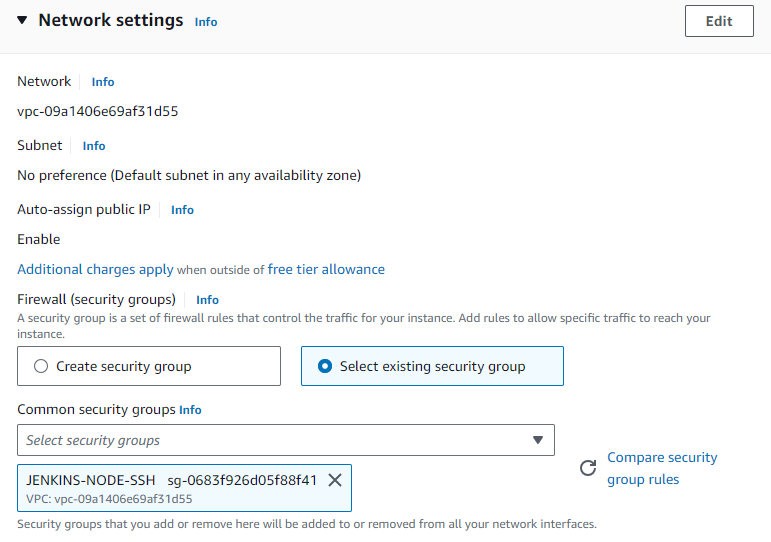 Network settings Info
Edit
Network Info
vpc-09a1406e69af31d55
Subnet Info
No preference (Default subnet in any availability zone)
Auto-assign public IP Info
Enable
Additional charges apply when outside of free tier allowance
Firewall (security groups) Info
A security group is a set of firewall rules that control the traffic for your instance. Add rules to allow specific traffic to reach your
instance.
Create security group
Select existing security group
Common security groups Info
Select security groups
JENKINS-NODE-SSH sg-0683f926d05f88f41
VPC: vpc-09a1406e69af31d55
Compare security
group rules
Security groups that you add or remove here will be added to or removed from all your network interfaces.